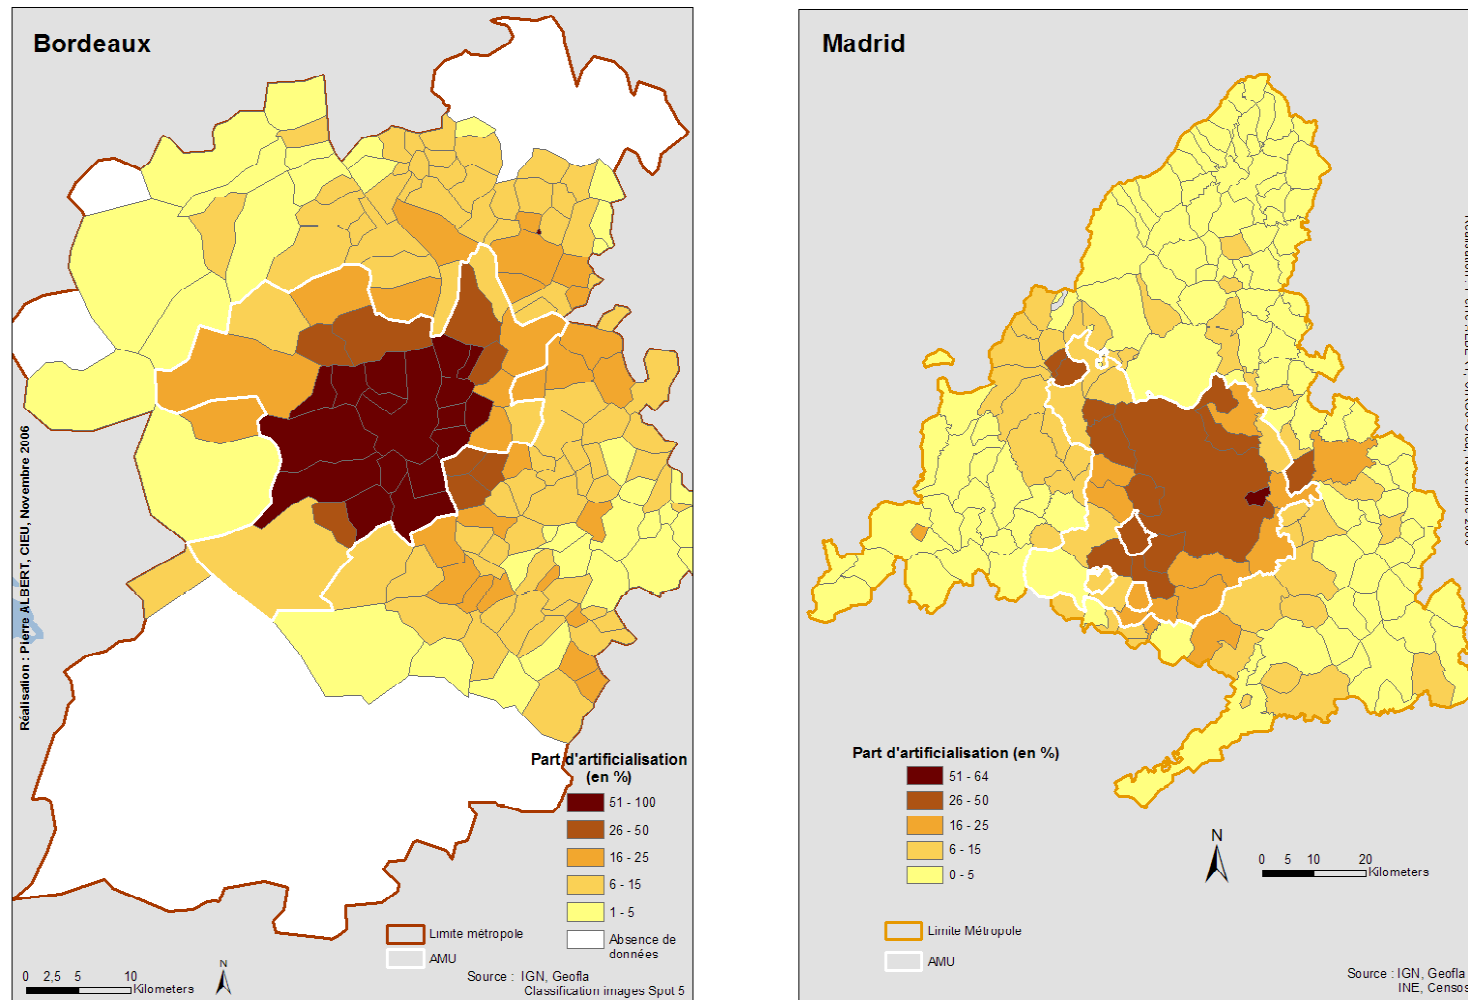 Bordeaux
Réalisation : Pierre ALBERT, CIEU, Novembre 2006
Part d'artificialisation
(en %)
51 - 100
26 - 50
16 - 25
6 - 15
1 - 5
Absence de
données
Limite métropole
AMU
Source : IGN, Geofla
Classification images Spot 5
0 2,5 5 10
Kilometers
N
Madrid
Part d'artificialisation (en %)
51 - 64
26 - 50
16 - 25
6 - 15
0 - 5
N
0 5 10 20
Kilometers
Limite Métropole
AMU
Source : IGN, Geofla
INE, Censos